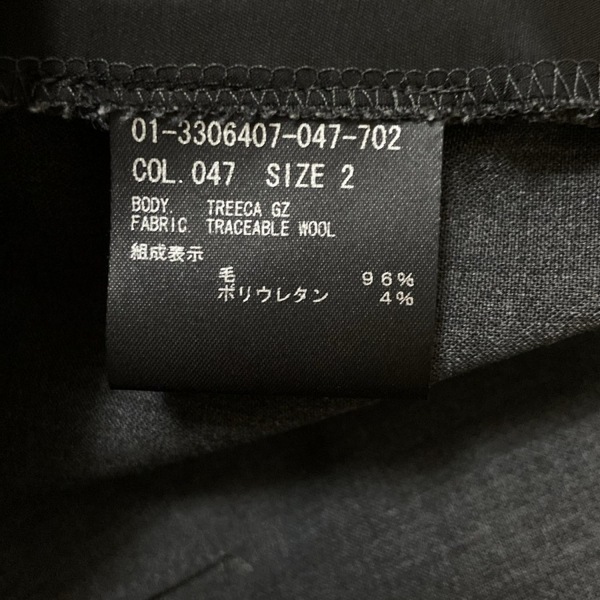 01-3306407-047-702
COL.047 SIZE 2
BODY. TREECA GZ
FABRIC. TRACEABLE WOOL
組成表示
毛 96%
ポリウレタン 4%